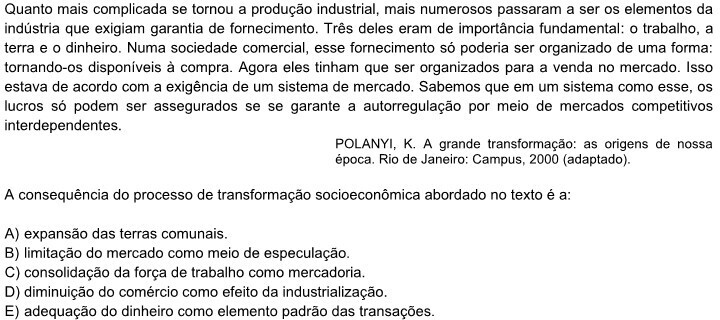 Quanto mais complicada se tornou a produção industrial, mais numerosos passaram a ser os elementos da
indústria que exigiam garantia de fornecimento. Três deles eram de importância fundamental: o trabalho, a
terra e o dinheiro. Numa sociedade comercial, esse fornecimento só poderia ser organizado de uma forma:
tornando-os disponíveis à compra. Agora eles tinham que ser organizados para a venda no mercado. Isso
estava de acordo com a exigência de um sistema de mercado. Sabemos que em um sistema como esse, os
lucros só podem ser assegurados se se garante a autorregulação por meio de mercados competitivos
interdependentes.
POLANYI, K. A grande transformação: as origens de nossa
época. Rio de Janeiro: Campus, 2000 (adaptado).
A consequência do processo de transformação socioeconômica abordado no texto é a:
A) expansão das terras comunais.
B) limitação do mercado como meio de especulação.
C) consolidação da força de trabalho como mercadoria.
D) diminuição do comércio como efeito da industrialização.
E) adequação do dinheiro como elemento padrão das transações.